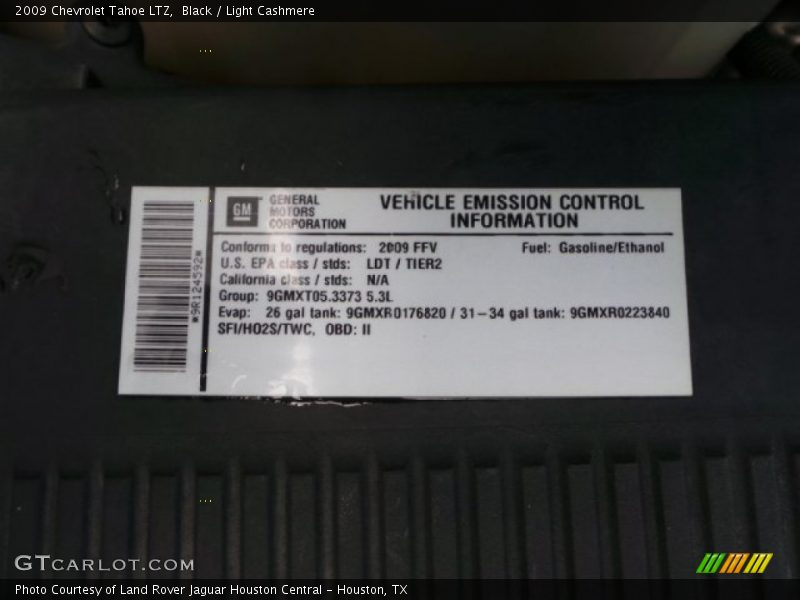 2009 Chevrolet Tahoe LTZ,  Black / Light Cashmere
GM
GENERAL
MOTORS
CORPORATION
VEHICLE EMISSION CONTROL
INFORMATION
Conforms to regulations:  2009 FFV
Fuel:  Gasoline/Ethanol
U.S. EPA class / stds:  LDT / TIER2
California class / stds:  N/A
Group:  9GMXT05.3373 5.3L
Evap:  26 gal tank: 9GMXR0176820 / 31-34 gal tank: 9GMXR0223840
SFI/HO2S/TWC,  OBD: II
*9R124592*
GTCARLOT.COM
Photo Courtesy of Land Rover Jaguar Houston Central - Houston, TX